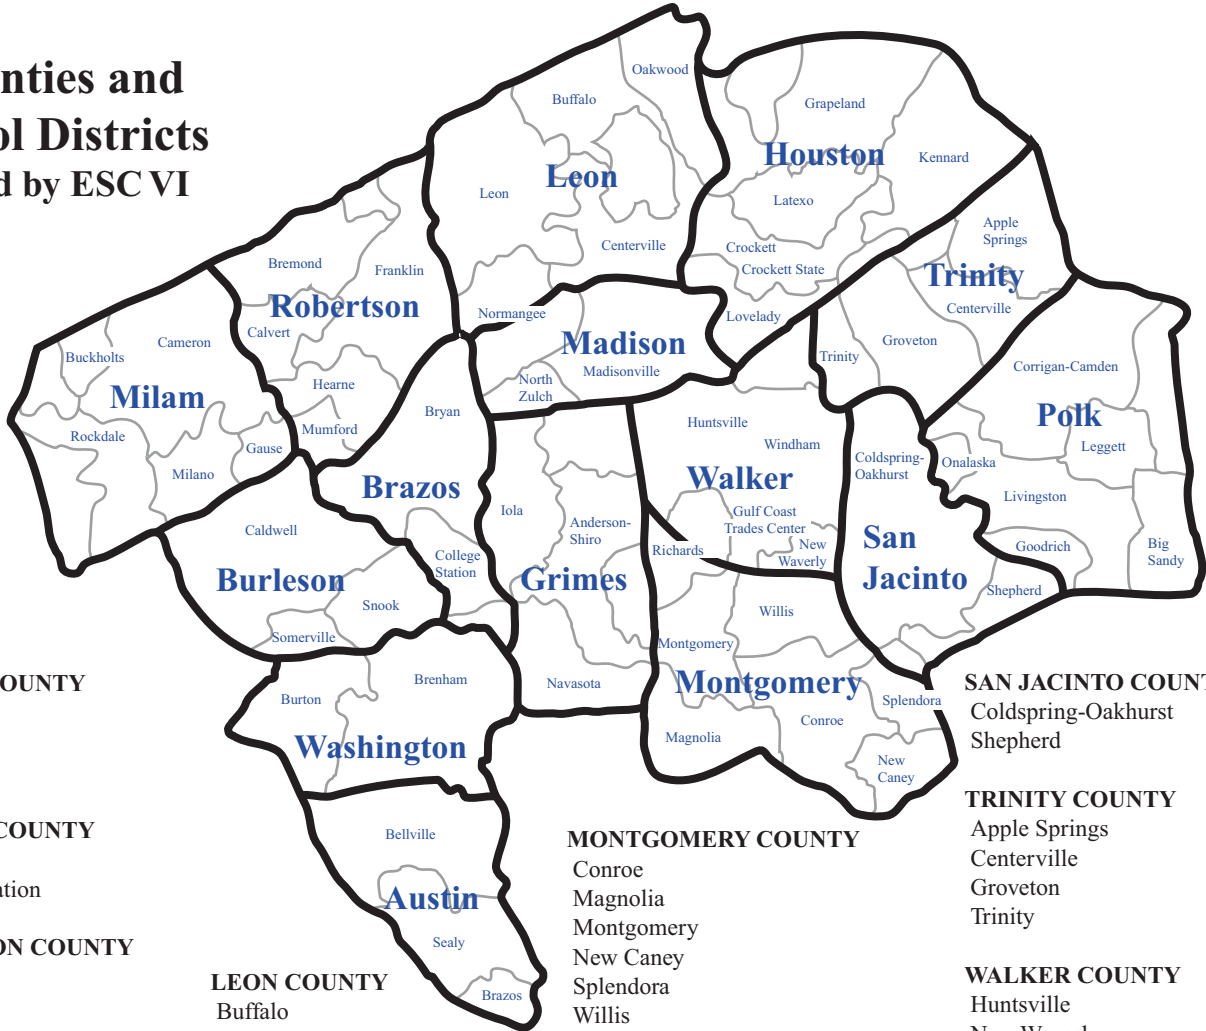 nties and
ol Districts
d by ESC VI
Oakwood
Buffalo
Leon
Leon
Centerville
Normangee
Grapeland
Houston
Kennard
Latexo
Crockett
Crockett State
Lovelady
Apple
Springs
Trinity
Centerville
Groveton
Trinity
Bremond
Franklin
Robertson
Calvert
Hearne
Mumford
Buckholts
Cameron
Milam
Rockdale
Milano
Gause
Madison
Madisonville
North
Zulch
Bryan
Brazos
College
Station
Corrigan-Camden
Polk
Leggett
Onalaska
Livingston
Goodrich
Big
Sandy
Huntsville
Windham
Walker
Gulf Coast
Trades Center
New
Waverly
Richards
Coldspring-
Oakhurst
San
Jacinto
Shepherd
Iola
Anderson-
Shiro
Grimes
Navasota
Caldwell
Burleson
Snook
Somerville
Willis
Montgomery
Montgomery
Conroe
Splendora
Magnolia
New
Caney
Burton
Brenham
Washington
Bellville
Austin
Sealy
Brazos
OUNTY
COUNTY
ation
ON COUNTY
LEON COUNTY
Buffalo
MONTGOMERY COUNTY
Conroe
Magnolia
Montgomery
New Caney
Splendora
Willis
SAN JACINTO COUNT
Coldspring-Oakhurst
Shepherd
TRINITY COUNTY
Apple Springs
Centerville
Groveton
Trinity
WALKER COUNTY
Huntsville